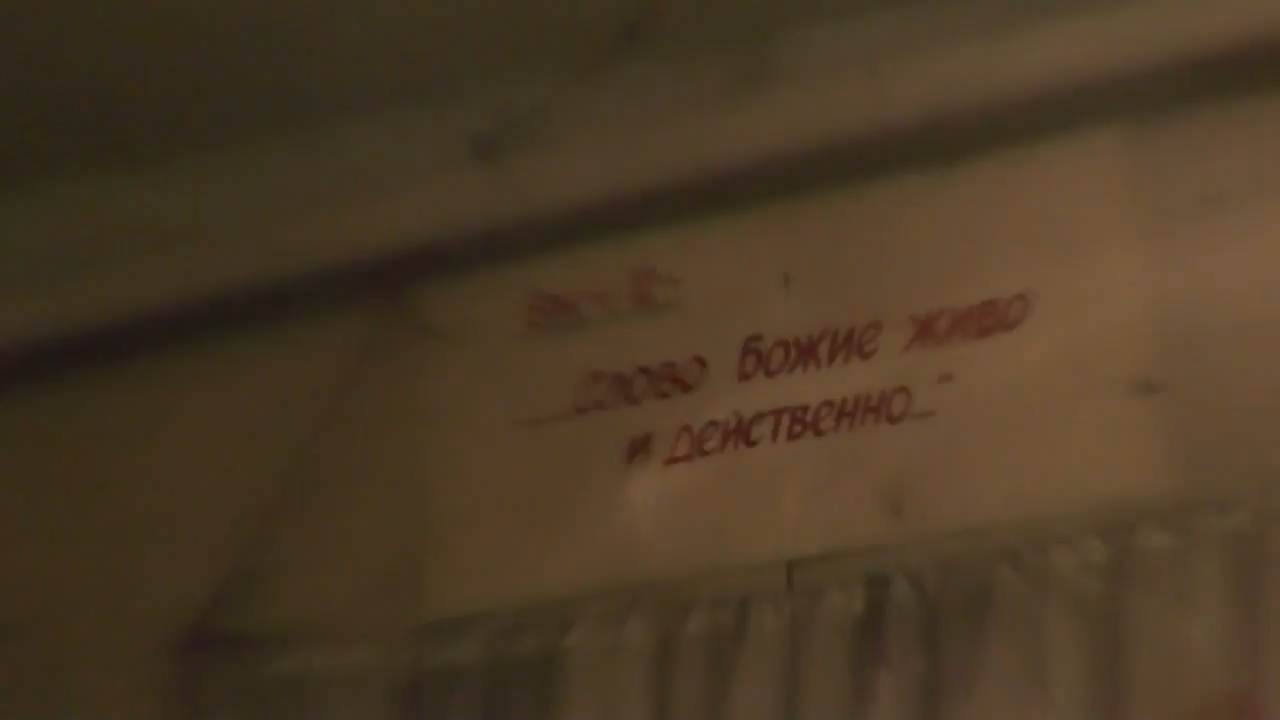 „Слово Божие живо
и действенно..."